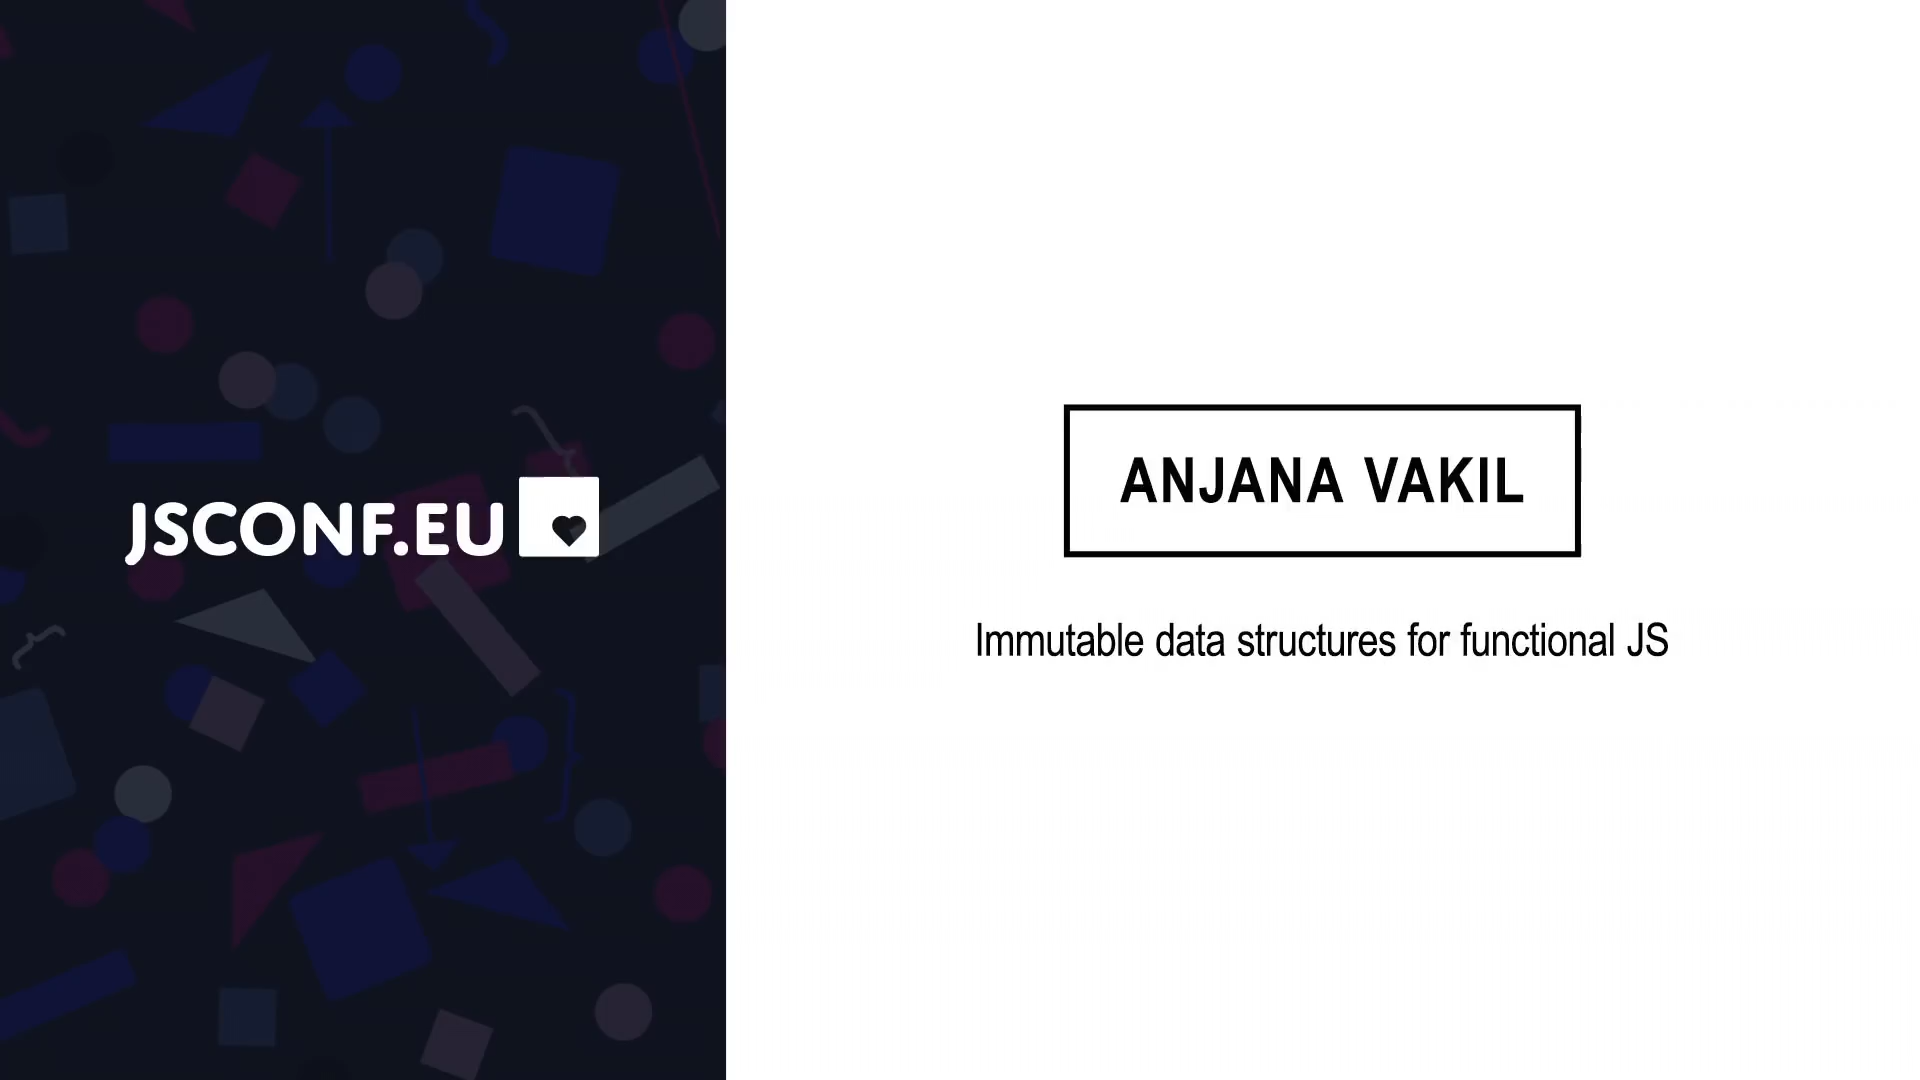 JSCONF.EU
ANJANA VAKIL
Immutable data structures for functional JS